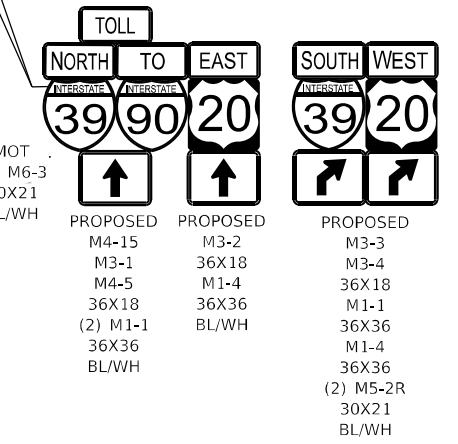 TOLL
NORTH TO EAST
INTERSTATE INTERSTATE
39 90 20
SOUTH WEST
INTERSTATE
39 20
MOT
M6-3
0X21
L/WH
PROPOSED
M4-15
M3-1
M4-5
36X18
(2) M1-1
36X36
BL/WH
PROPOSED
M3-2
36X18
M1-4
36X36
BL/WH
PROPOSED
M3-3
M3-4
36X18
M1-1
36X36
M1-4
36X36
(2) M5-2R
30X21
BL/WH